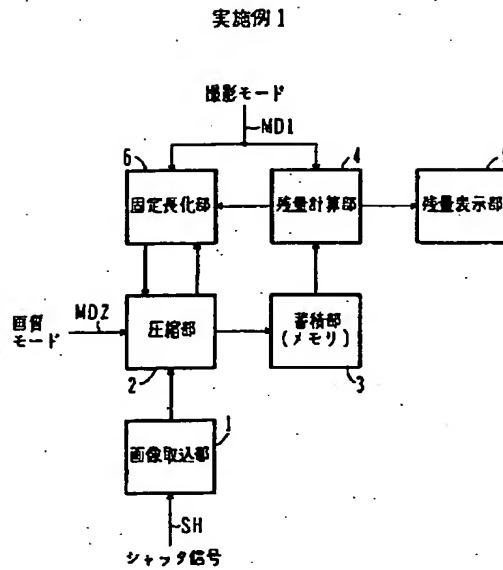 実施例1
撮影モード
MD1
6
4
固定長化部
残量計算部
残量表示部
画質
モード
MD2
圧縮部
蓄積部
(メモリ)
2
3
1
画像取込部
SH
シャッタ信号